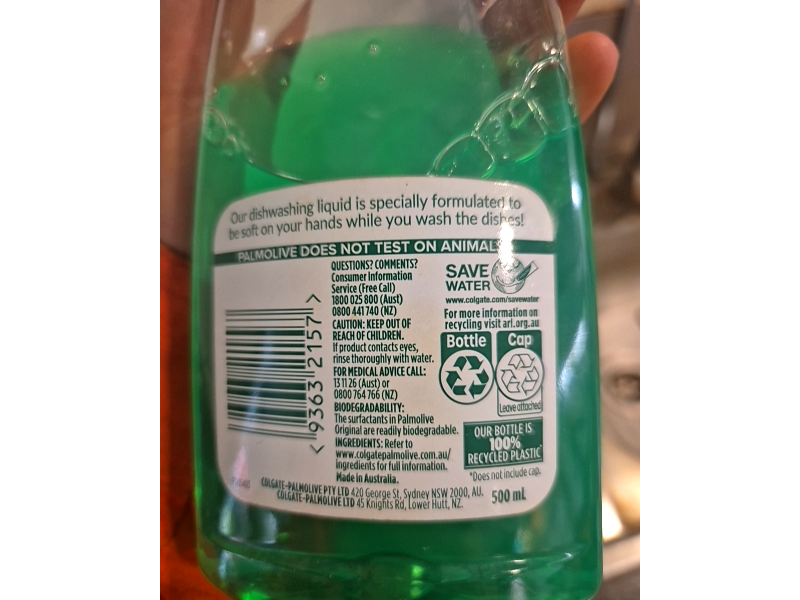 Our dishwashing liquid is specially formulated to
be soft on your hands while you wash the dishes!
PALMOLIVE DOES NOT TEST ON ANIMALS
QUESTIONS? COMMENTS?
Consumer Information
Service (Free Call)
1800 025 800 (Aust)
0800 441 740 (NZ)
CAUTION: KEEP OUT OF
REACH OF CHILDREN.
If product contacts eyes,
rinse thoroughly with water.
FOR MEDICAL ADVICE CALL:
13 11 26 (Aust) or
0800 764 766 (NZ)
BIODEGRADABILITY:
The surfactants in Palmolive
Original are readily biodegradable.
INGREDIENTS: Refer to
www.colgatepalmolive.com.au/
ingredients for full information.
Made in Australia.
< 9363 2157 >
SAVE
WATER
www.colgate.com/savewater
For more information on
recycling visit arl.org.au
Bottle
Cap
Leave attached
OUR BOTTLE IS
100%
RECYCLED PLASTIC*
*Does not include cap.
COLGATE-PALMOLIVE PTY LTD 420 George St, Sydney NSW 2000, AU.
COLGATE-PALMOLIVE LTD 45 Knights Rd, Lower Hutt, NZ.
500 mL